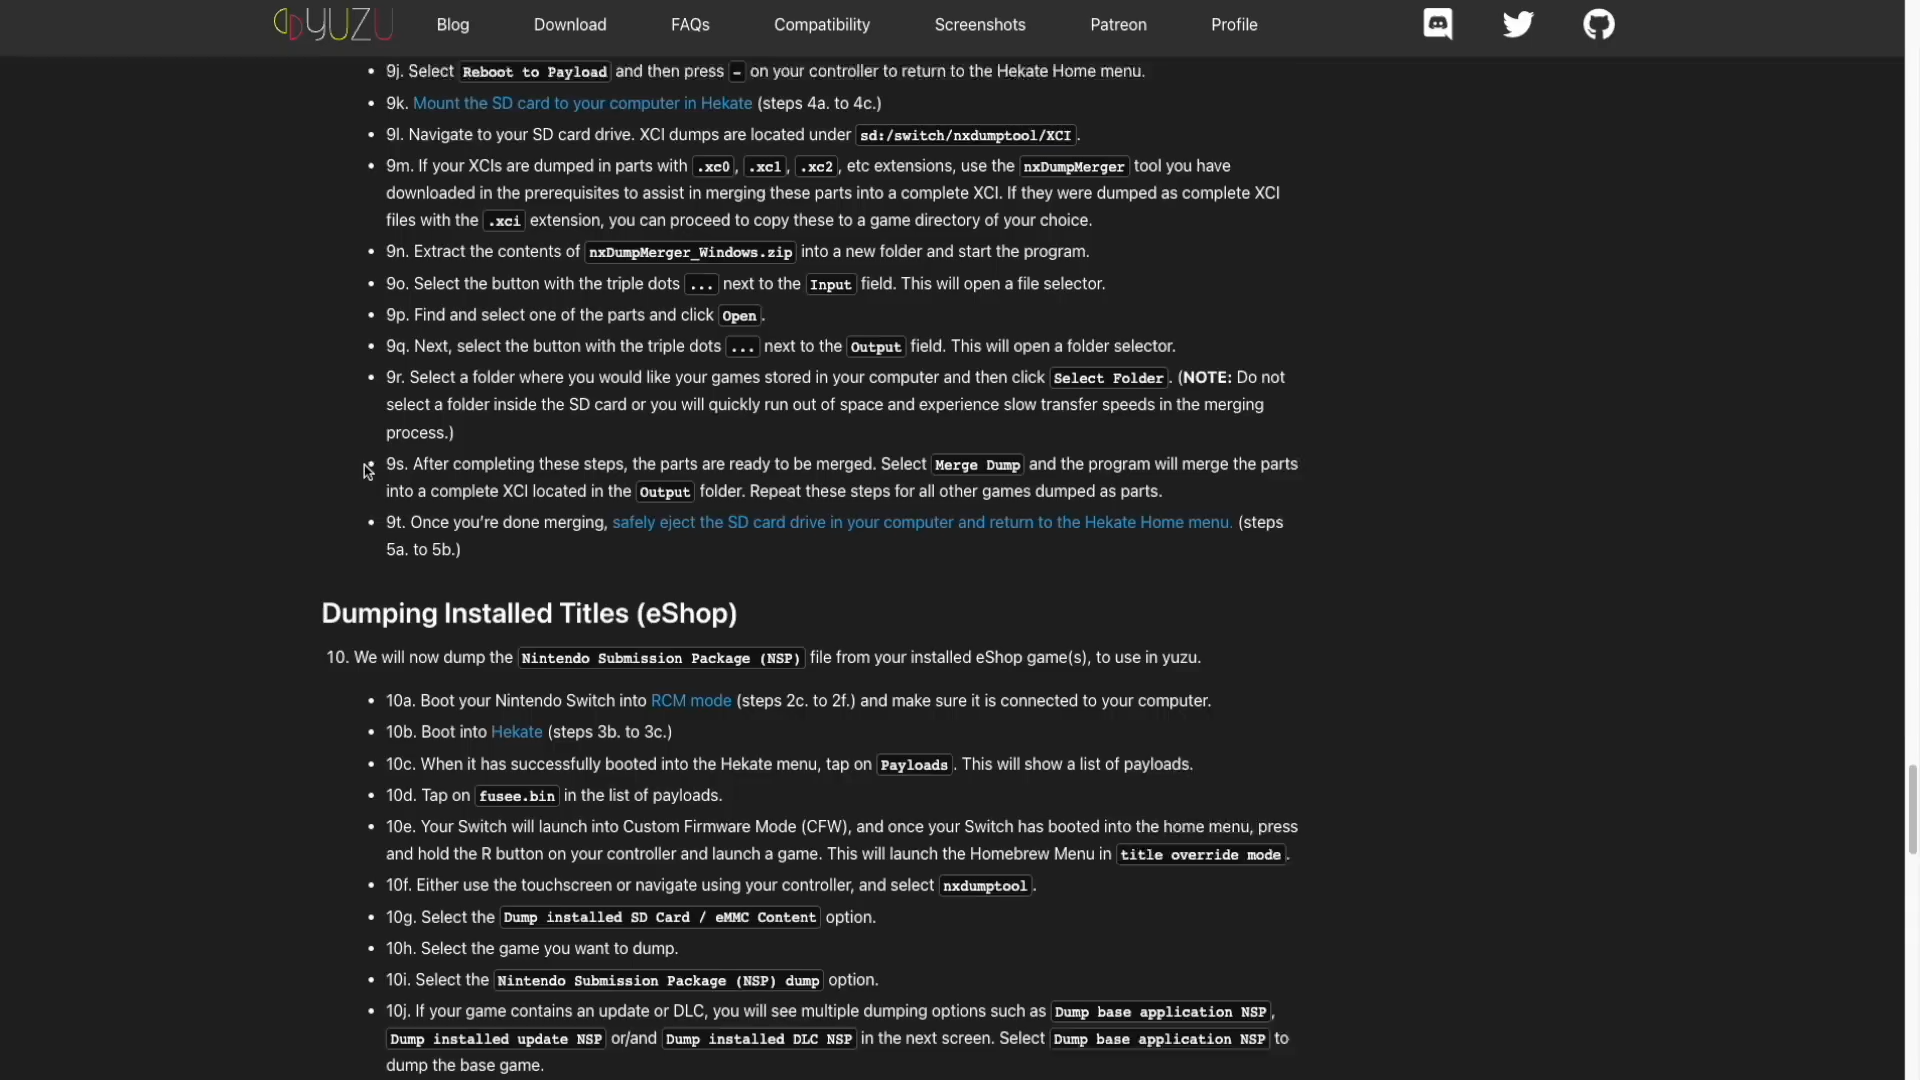 YUZU Blog Download FAQs Compatibility Screenshots Patreon Profile
• 9j. Select Reboot to Payload and then press - on your controller to return to the Hekate Home menu.
• 9k. Mount the SD card to your computer in Hekate (steps 4a. to 4c.)
• 9l. Navigate to your SD card drive. XCI dumps are located under sd:/switch/nxdumptool/XCI.
• 9m. If your XCIs are dumped in parts with .xc0, .xc1, .xc2, etc extensions, use the nxDumpMerger tool you have
downloaded in the prerequisites to assist in merging these parts into a complete XCI. If they were dumped as complete XCI
files with the .xci extension, you can proceed to copy these to a game directory of your choice.
• 9n. Extract the contents of nxDumpMerger_Windows.zip into a new folder and start the program.
• 9o. Select the button with the triple dots ... next to the Input field. This will open a file selector.
• 9p. Find and select one of the parts and click Open.
• 9q. Next, select the button with the triple dots ... next to the Output field. This will open a folder selector.
• 9r. Select a folder where you would like your games stored in your computer and then click Select Folder. (NOTE: Do not
select a folder inside the SD card or you will quickly run out of space and experience slow transfer speeds in the merging
process.)
• 9s. After completing these steps, the parts are ready to be merged. Select Merge Dump and the program will merge the parts
into a complete XCI located in the Output folder. Repeat these steps for all other games dumped as parts.
• 9t. Once you’re done merging, safely eject the SD card drive in your computer and return to the Hekate Home menu. (steps
5a. to 5b.)
Dumping Installed Titles (eShop)
10. We will now dump the Nintendo Submission Package (NSP) file from your installed eShop game(s), to use in yuzu.
• 10a. Boot your Nintendo Switch into RCM mode (steps 2c. to 2f.) and make sure it is connected to your computer.
• 10b. Boot into Hekate (steps 3b. to 3c.)
• 10c. When it has successfully booted into the Hekate menu, tap on Payloads. This will show a list of payloads.
• 10d. Tap on fusee.bin in the list of payloads.
• 10e. Your Switch will launch into Custom Firmware Mode (CFW), and once your Switch has booted into the home menu, press
and hold the R button on your controller and launch a game. This will launch the Homebrew Menu in title override mode.
• 10f. Either use the touchscreen or navigate using your controller, and select nxdumptool.
• 10g. Select the Dump installed SD Card / eMMC Content option.
• 10h. Select the game you want to dump.
• 10i. Select the Nintendo Submission Package (NSP) dump option.
• 10j. If your game contains an update or DLC, you will see multiple dumping options such as Dump base application NSP,
Dump installed update NSP or/and Dump installed DLC NSP in the next screen. Select Dump base application NSP to
dump the base game.